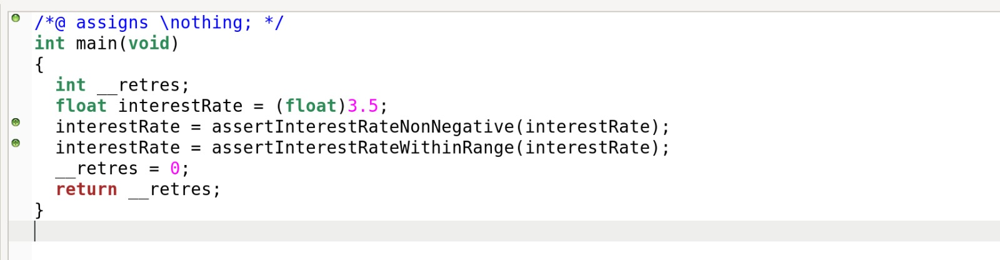 /*@ assigns \nothing; */
int main(void)
{
  int __retres;
  float interestRate = (float)3.5;
  interestRate = assertInterestRateNonNegative(interestRate);
  interestRate = assertInterestRateWithinRange(interestRate);
  __retres = 0;
  return __retres;
}